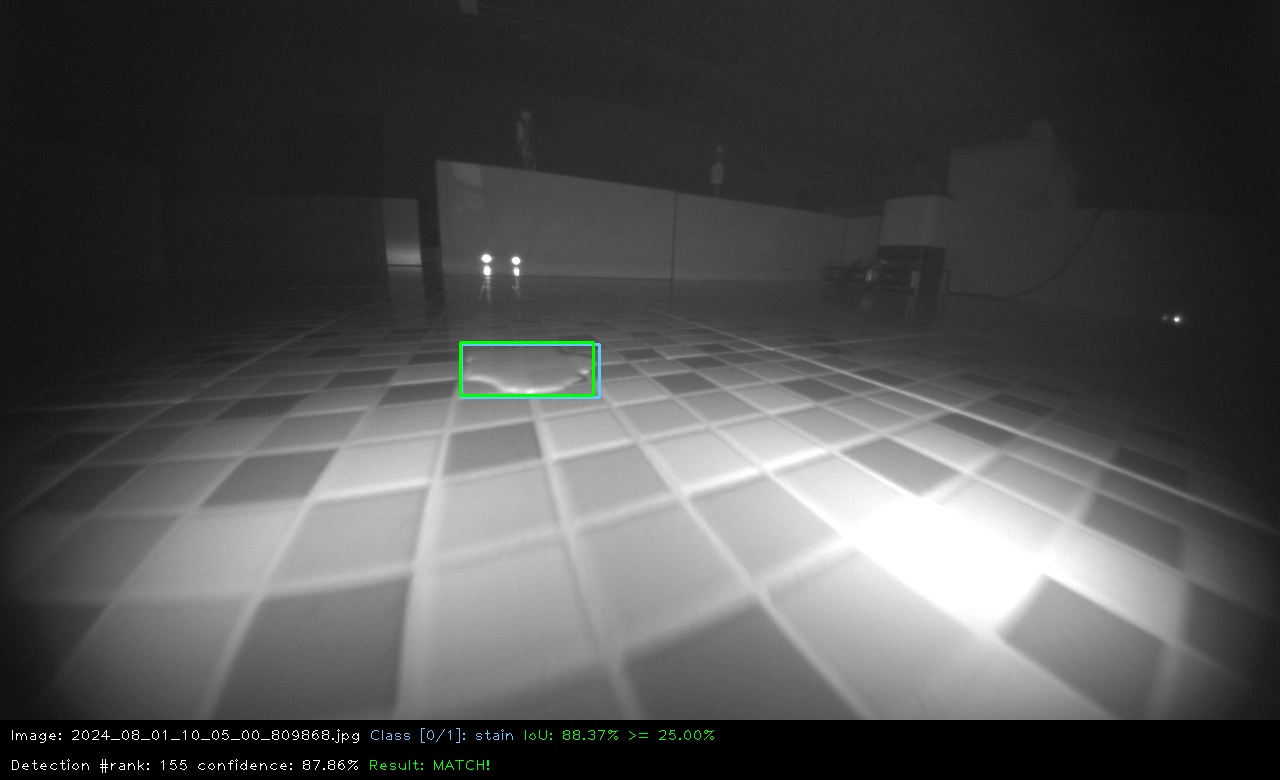 Image: 2024_08_01_10_05_00_809868.jpg Class [0/1]: stain IoU: 88.37% >= 25.00%
Detection #rank: 155 confidence: 87.86% Result: MATCH!